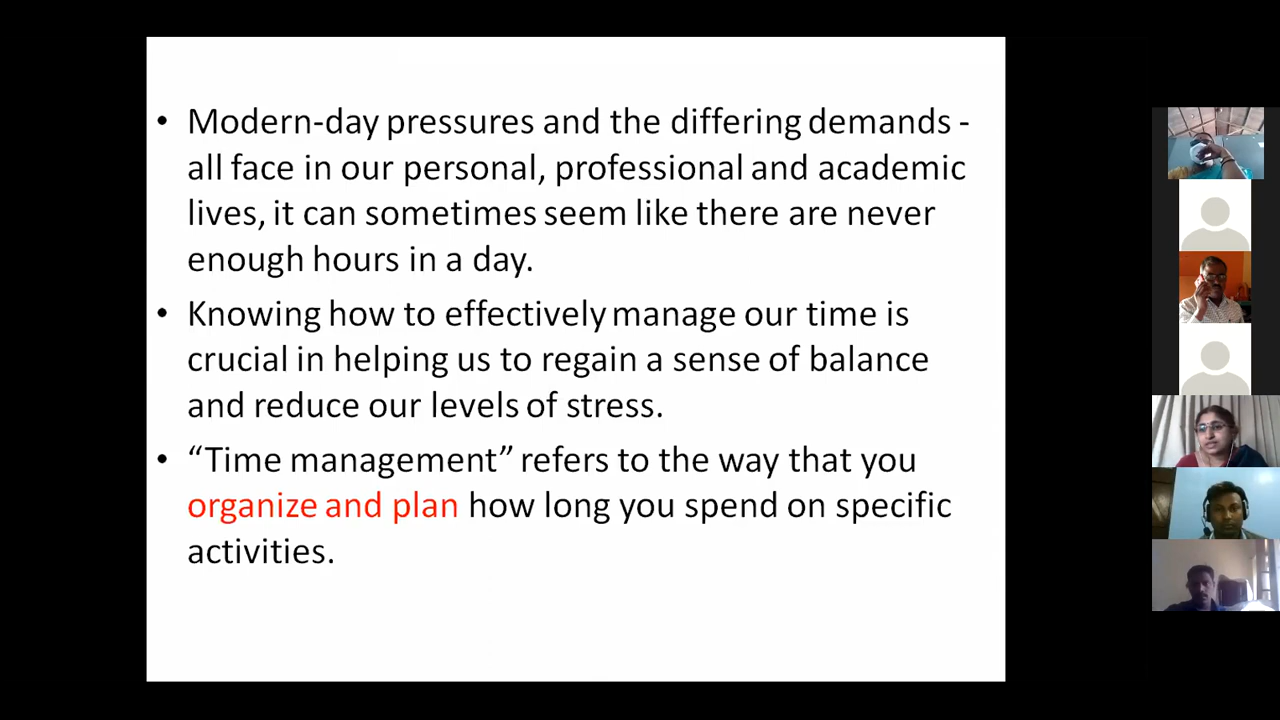 • Modern-day pressures and the differing demands -
all face in our personal, professional and academic
lives, it can sometimes seem like there are never
enough hours in a day.
• Knowing how to effectively manage our time is
crucial in helping us to regain a sense of balance
and reduce our levels of stress.
• “Time management” refers to the way that you
organize and plan how long you spend on specific
activities.